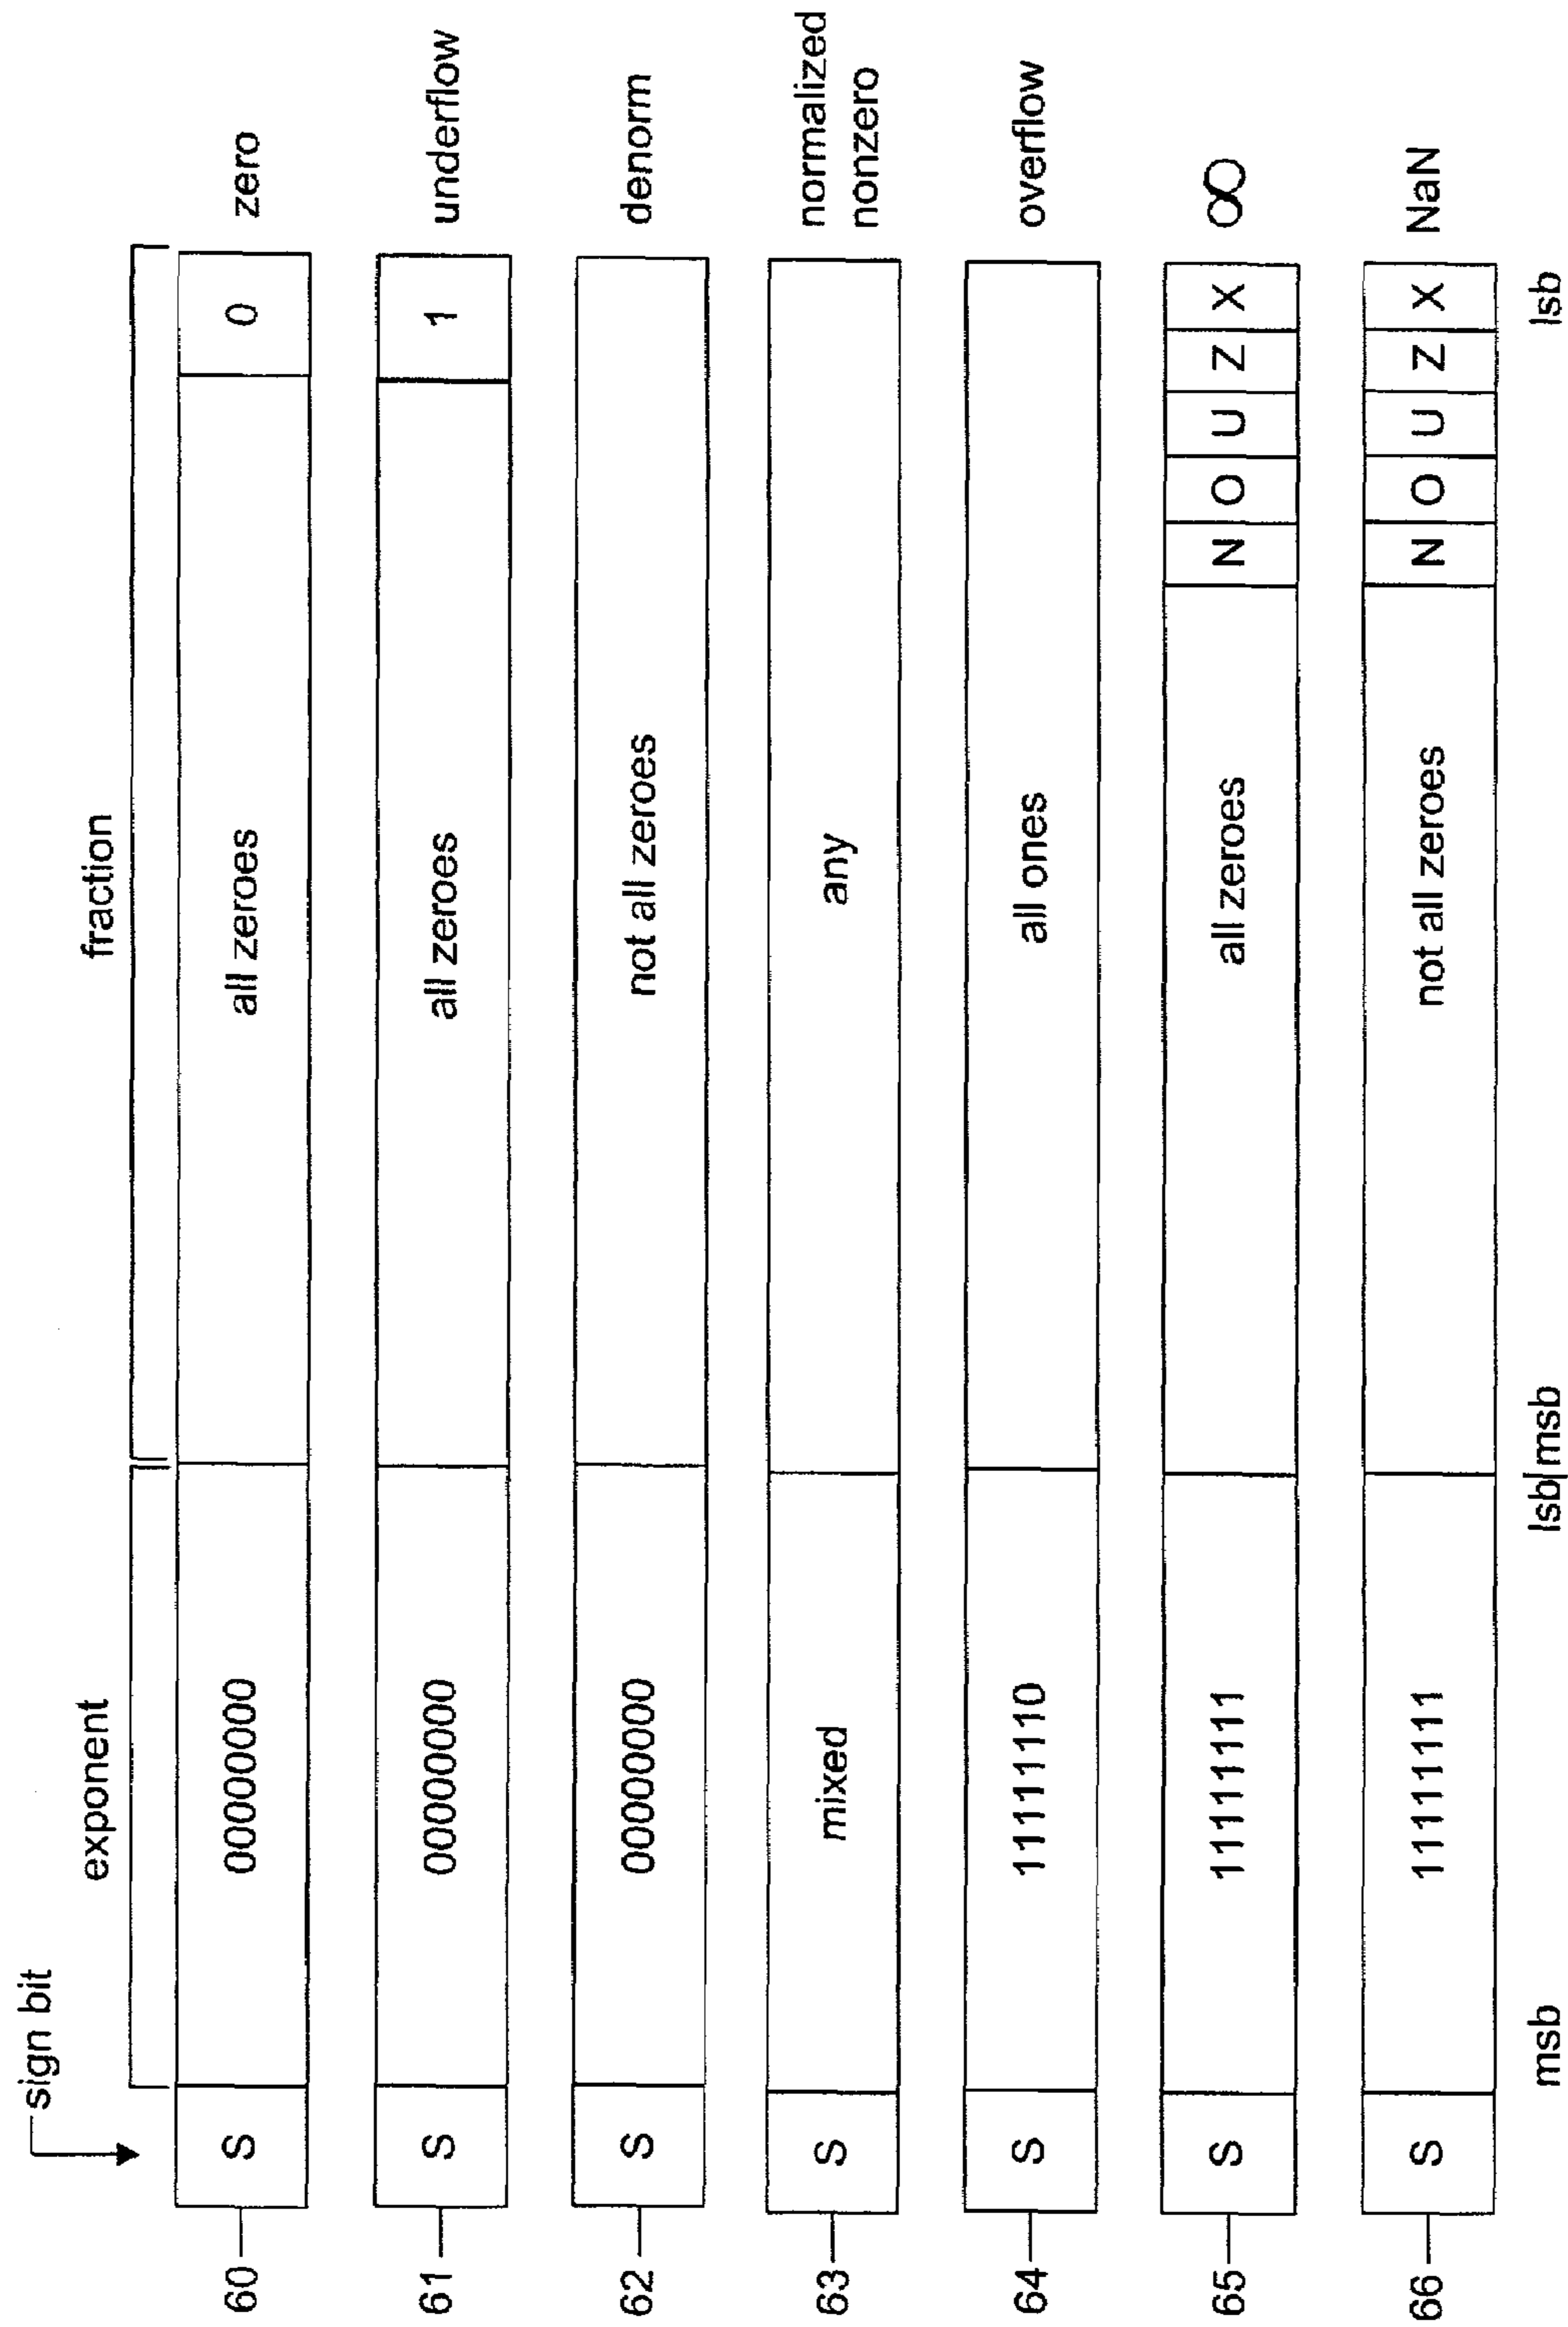 sign bit
exponent
fraction
60 S 00000000 all zeroes 0 zero
61 S 00000000 all zeroes 1 underflow
62 S 00000000 not all zeroes denorm
63 S mixed any normalized nonzero
64 S 11111110 all ones overflow
65 S 11111111 all zeroes N O U Z X ∞
66 S 11111111 not all zeroes N O U Z X NaN
msb lsb|msb lsb